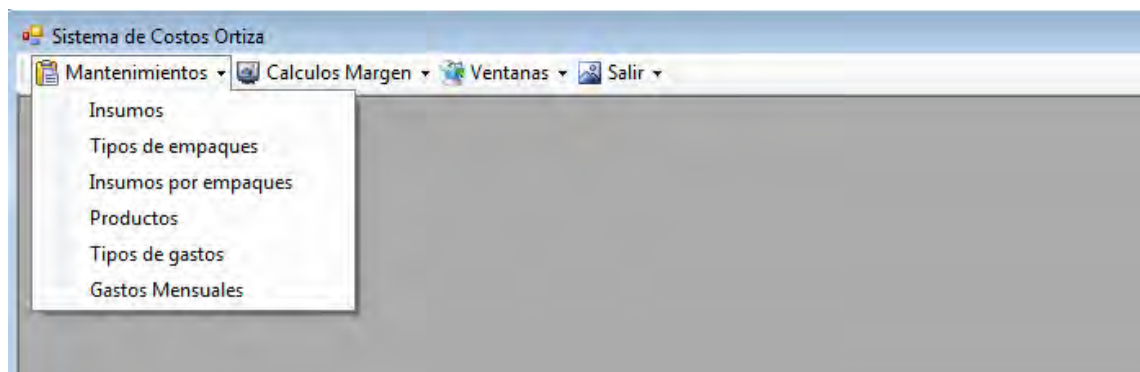 Sistema de Costos Ortiza
Mantenimientos Calculos Margen Ventanas Salir
Insumos
Tipos de empaques
Insumos por empaques
Productos
Tipos de gastos
Gastos Mensuales